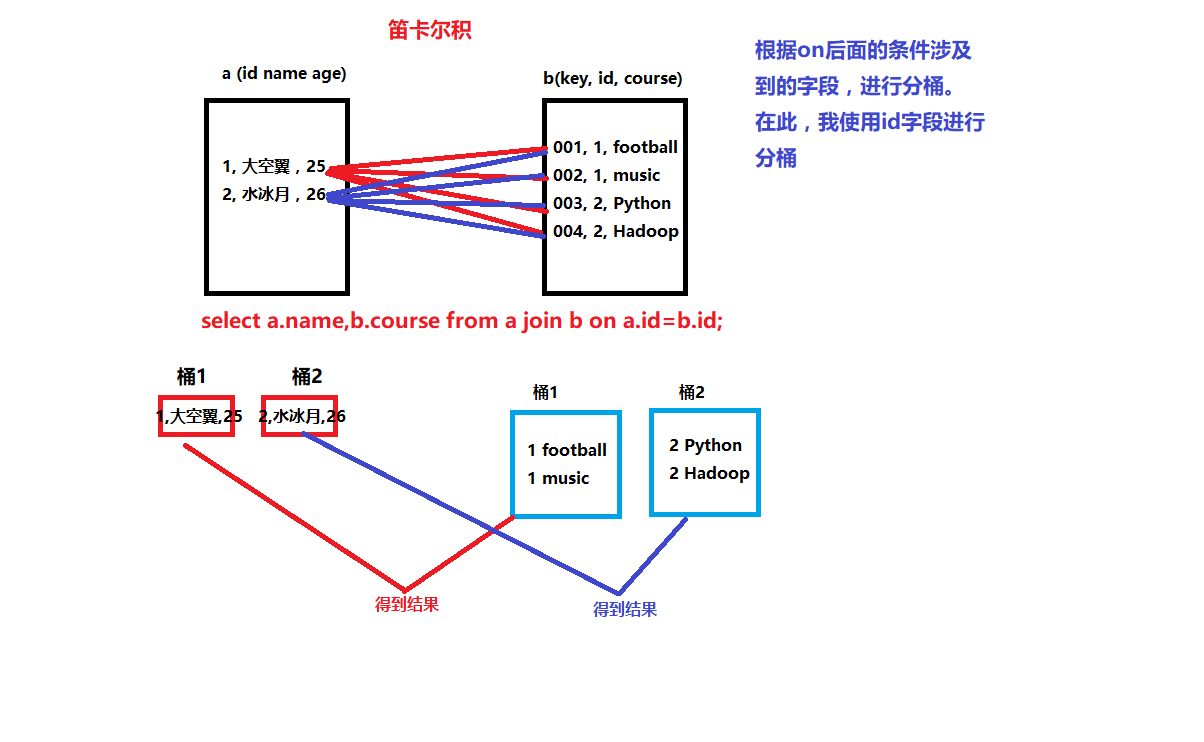 笛卡尔积
根据on后面的条件涉及
到的字段，进行分桶。
在此，我使用id字段进行
分桶
a (id name age)
b(key, id, course)
1, 大空翼，25
2, 水冰月，26
001, 1, football
002, 1, music
003, 2, Python
004, 2, Hadoop
select a.name,b.course from a join b on a.id=b.id;
桶1
桶2
1,大空翼,25
2,水冰月,26
桶1
桶2
1 football
1 music
2 Python
2 Hadoop
得到结果
得到结果